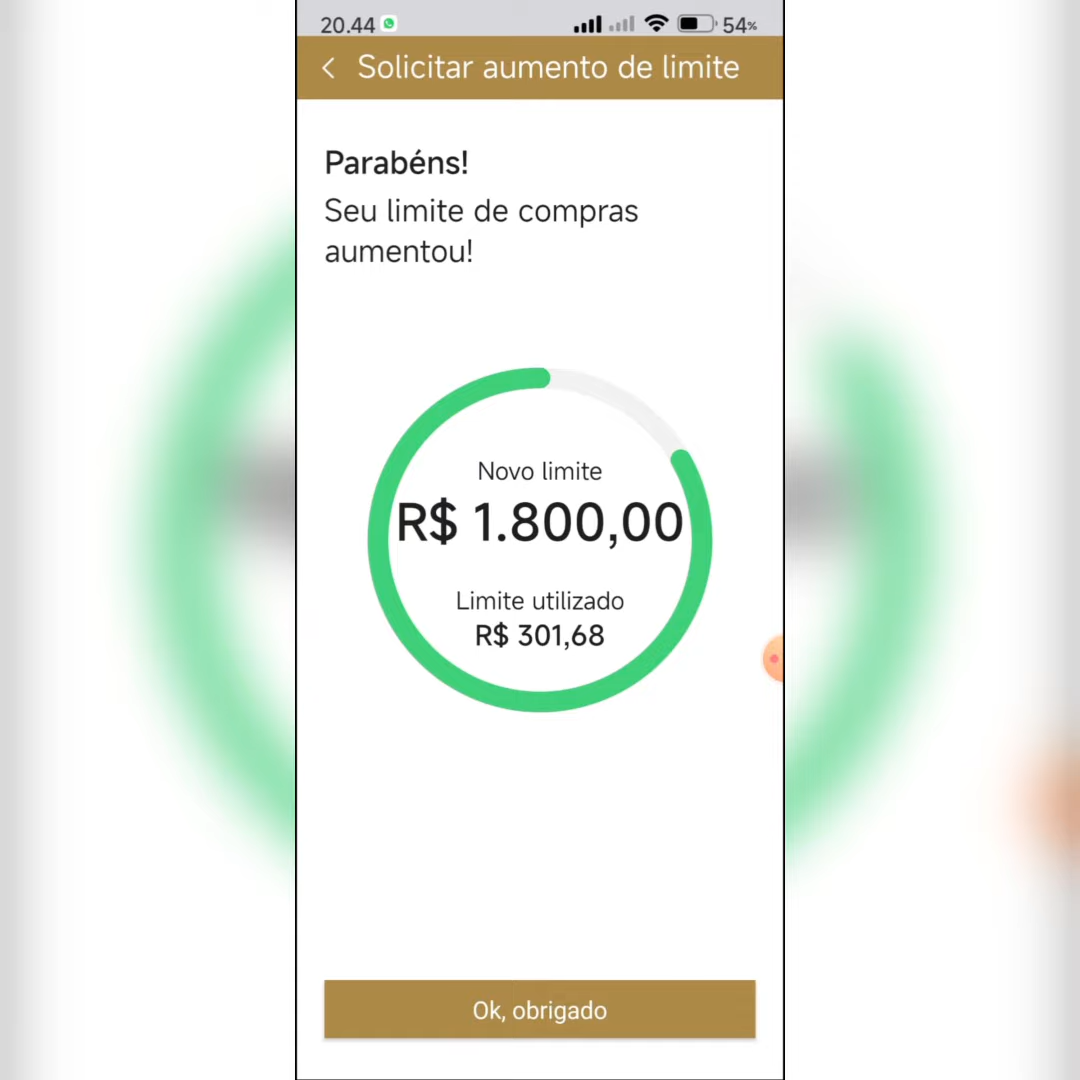 20.44 54%
Solicitar aumento de limite
Parabéns!
Seu limite de compras
aumentou!
Novo limite
R$ 1.800,00
Limite utilizado
R$ 301,68
Ok, obrigado